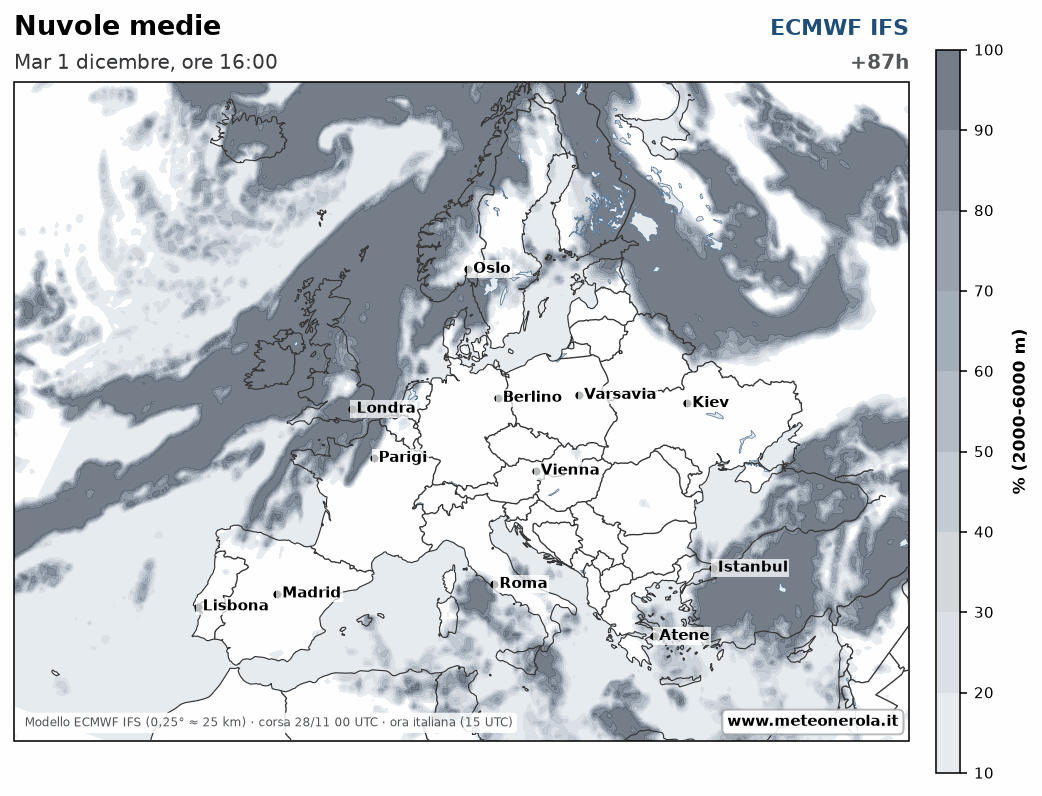 Nuvole medie
ECMWF IFS
Mar 1 dicembre, ore 16:00
+87h
Oslo
Londra
Berlino
Varsavia
Kiev
Parigi
Vienna
Istanbul
Roma
Madrid
Lisbona
Atene
Modello ECMWF IFS (0,25° ≈ 25 km) · corsa 28/11 00 UTC · ora italiana (15 UTC)
www.meteonerola.it
100
90
80
70
60
50
40
30
20
10
% (2000-6000 m)